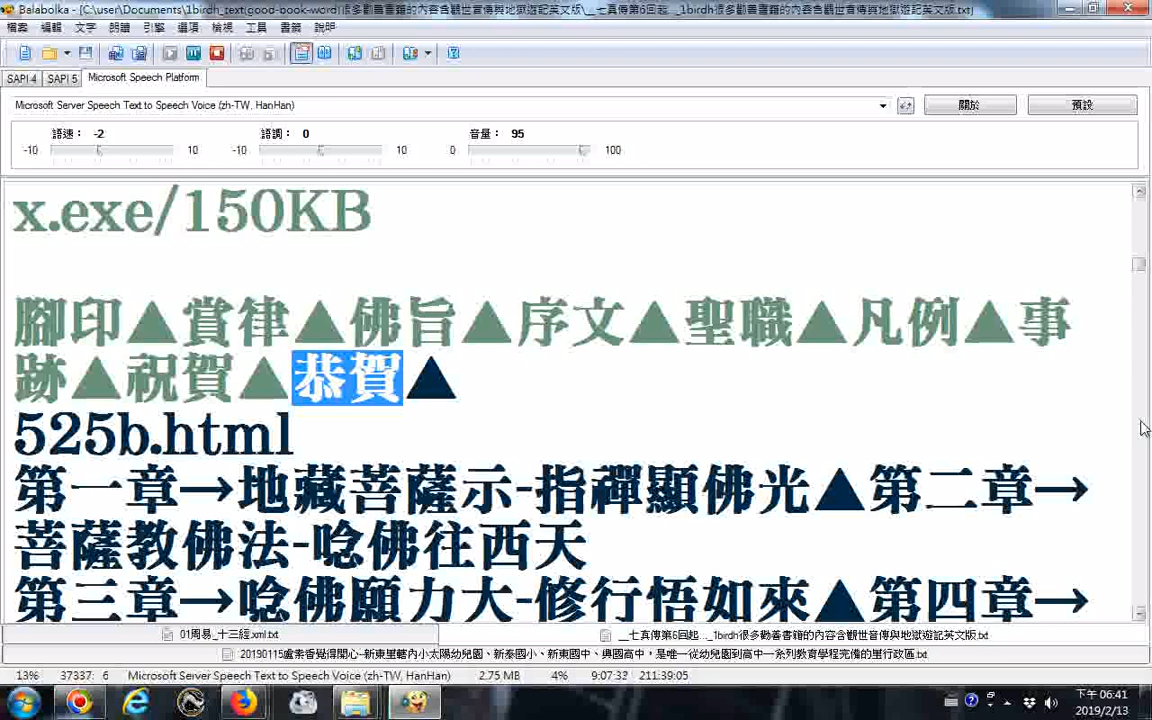 Balabolka - [C:\user\Documents\1birdh_text\good-book-word\很多勸善書籍的內容含觀世音傳與地獄遊記英文版\__七真傳第6回起..._1birdh很多勸善書籍的內容含觀世音傳與地獄遊記英文版.txt]
檔案 編輯 文字 朗讀 引擎 選項 檢視 工具 書籤 說明
SAPI 4 SAPI 5 Microsoft Speech Platform
Microsoft Server Speech Text to Speech Voice (zh-TW, HanHan) 關於 預設
語速： -2 語調： 0 音量： 95
-10 10 -10 10 0 100
x.exe/150KB
腳印▲賞律▲佛旨▲序文▲聖職▲凡例▲事
跡▲祝賀▲恭賀▲
525b.html
第一章→地藏菩薩示-指禪顯佛光▲第二章→
菩薩教佛法-唸佛往西天
第三章→唸佛願力大-修行悟如來▲第四章→
01周易_十三經.xml.txt __七真傳第6回起..._1birdh很多勸善書籍的內容含觀世音傳與地獄遊記英文版.txt
20190115盧素香覺得開心-新東里轄內小太陽幼兒園、新泰國小、新東國中、興國高中，是唯一從幼兒園到高中一系列教育學程完備的里行政區.txt
13% 37337: 6 Microsoft Server Speech Text to Speech Voice (zh-TW, HanHan) 2.75 MB 4% 9:07:33 211:39:05
下午 06:41
2019/2/13